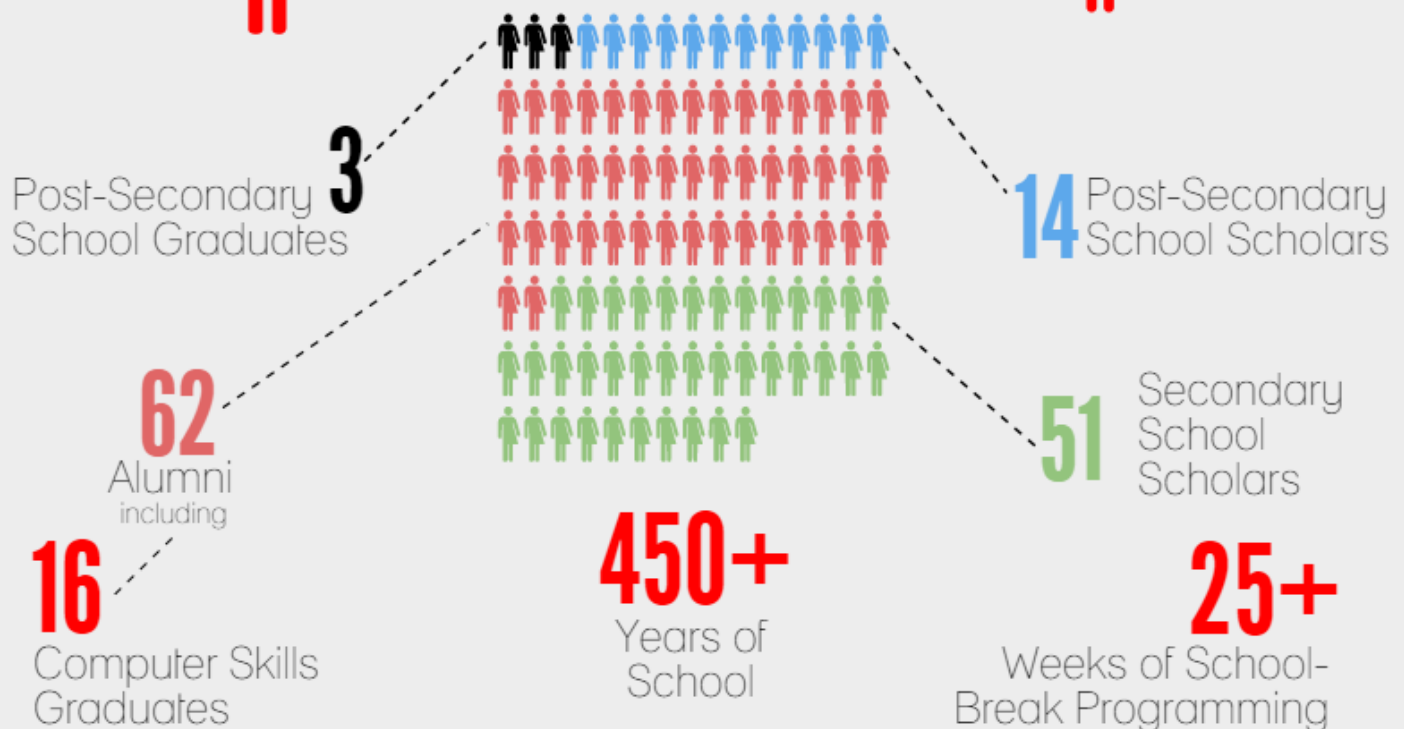 3
Post-Secondary
School Graduates
14
Post-Secondary
School Scholars
62
Alumni
including
51
Secondary
School
Scholars
16
Computer Skills
Graduates
450+
Years of
School
25+
Weeks of School-
Break Programming